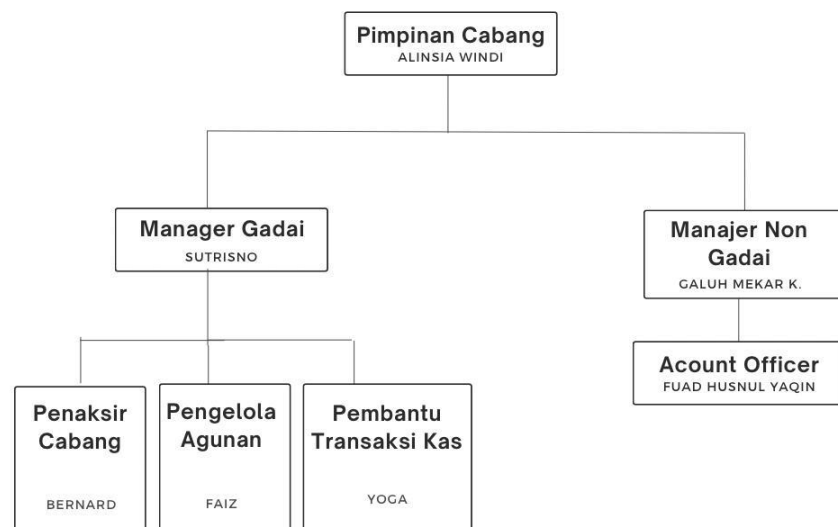 Pimpinan Cabang
ALINSIA WINDI
Manager Gadai
SUTRISNO
Manajer Non
Gadai
GALUH MEKAR K.
Acount Officer
FUAD HUSNUL YAQIN
Penaksir
Cabang
BERNARD
Pengelola
Agunan
FAIZ
Pembantu
Transaksi Kas
YOGA